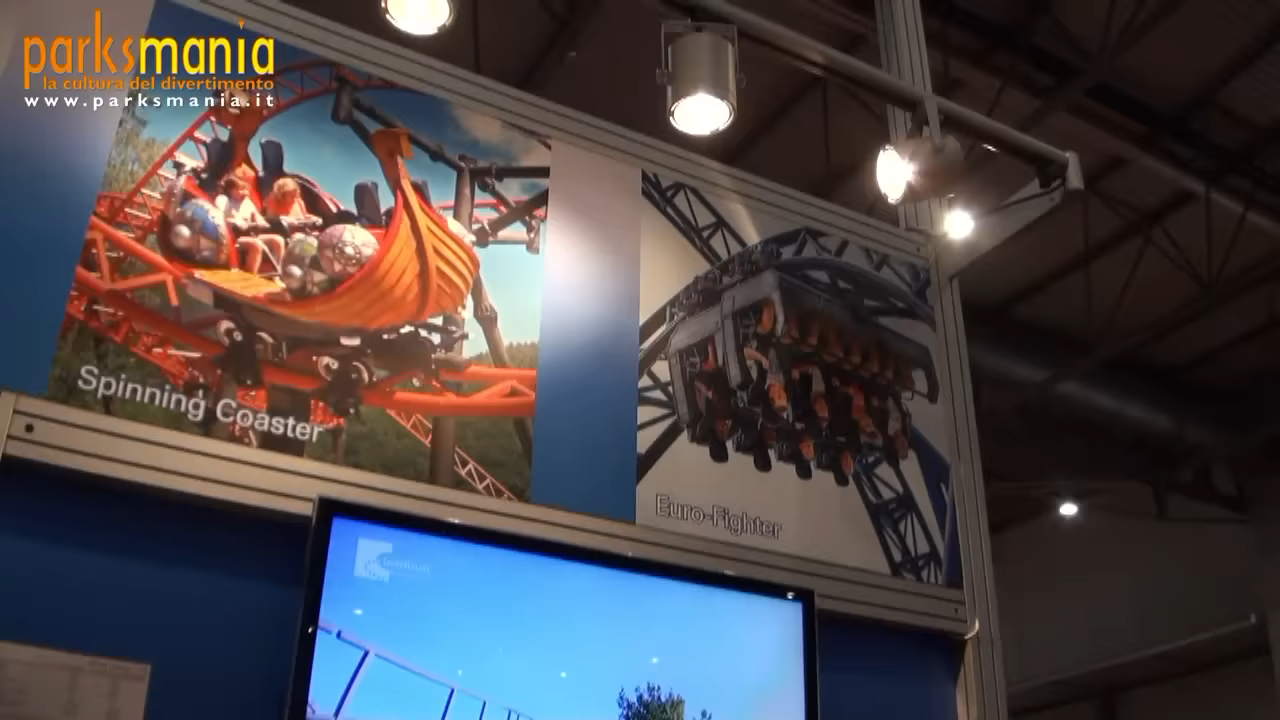 parksmania
la cultura del divertimento
www.parksmania.it
Spinning Coaster
Euro-Fighter